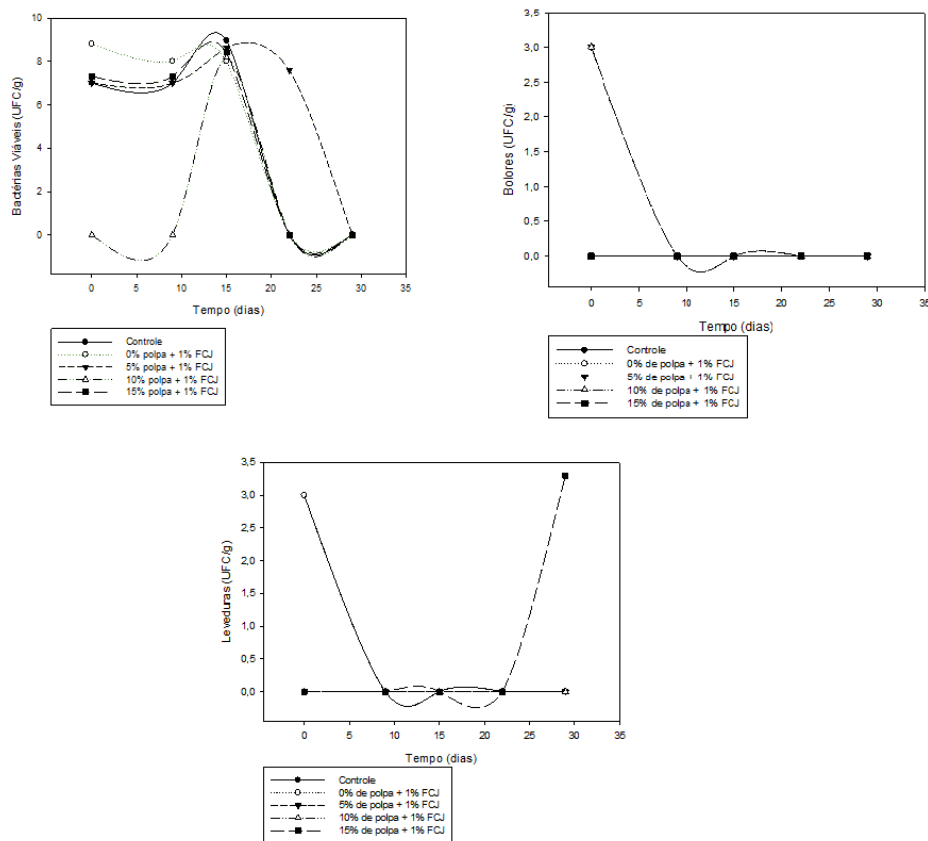 Bactérias Viáveis (UFC/g)
10
8
6
4
2
0
0 5 10 15 20 25 30 35
Tempo (dias)
Controle
0% polpa + 1% FCJ
5% polpa + 1% FCJ
10% polpa + 1% FCJ
15% polpa + 1% FCJ
Bolores (UFC/g)
3,5
3,0
2,5
2,0
1,5
1,0
0,5
0,0
0 5 10 15 20 25 30 35
Tempo (dias)
Controle
0% de polpa + 1% FCJ
5% de polpa + 1% FCJ
10% de polpa + 1% FCJ
15% de polpa + 1% FCJ
Leveduras (UFC/g)
3,5
3,0
2,5
2,0
1,5
1,0
0,5
0,0
0 5 10 15 20 25 30 35
Tempo (dias)
Controle
0% de polpa + 1% FCJ
5% de polpa + 1% FCJ
10% de polpa + 1% FCJ
15% de polpa + 1% FCJ